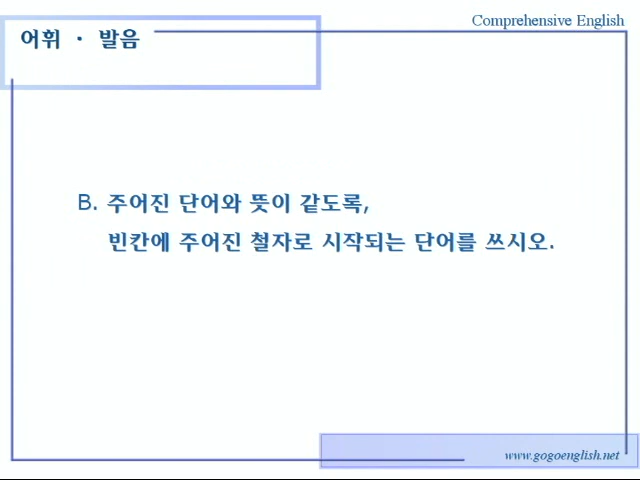 Comprehensive English
어휘 · 발음
B. 주어진 단어와 뜻이 같도록,
빈칸에 주어진 철자로 시작되는 단어를 쓰시오.
www.gogoenglish.net